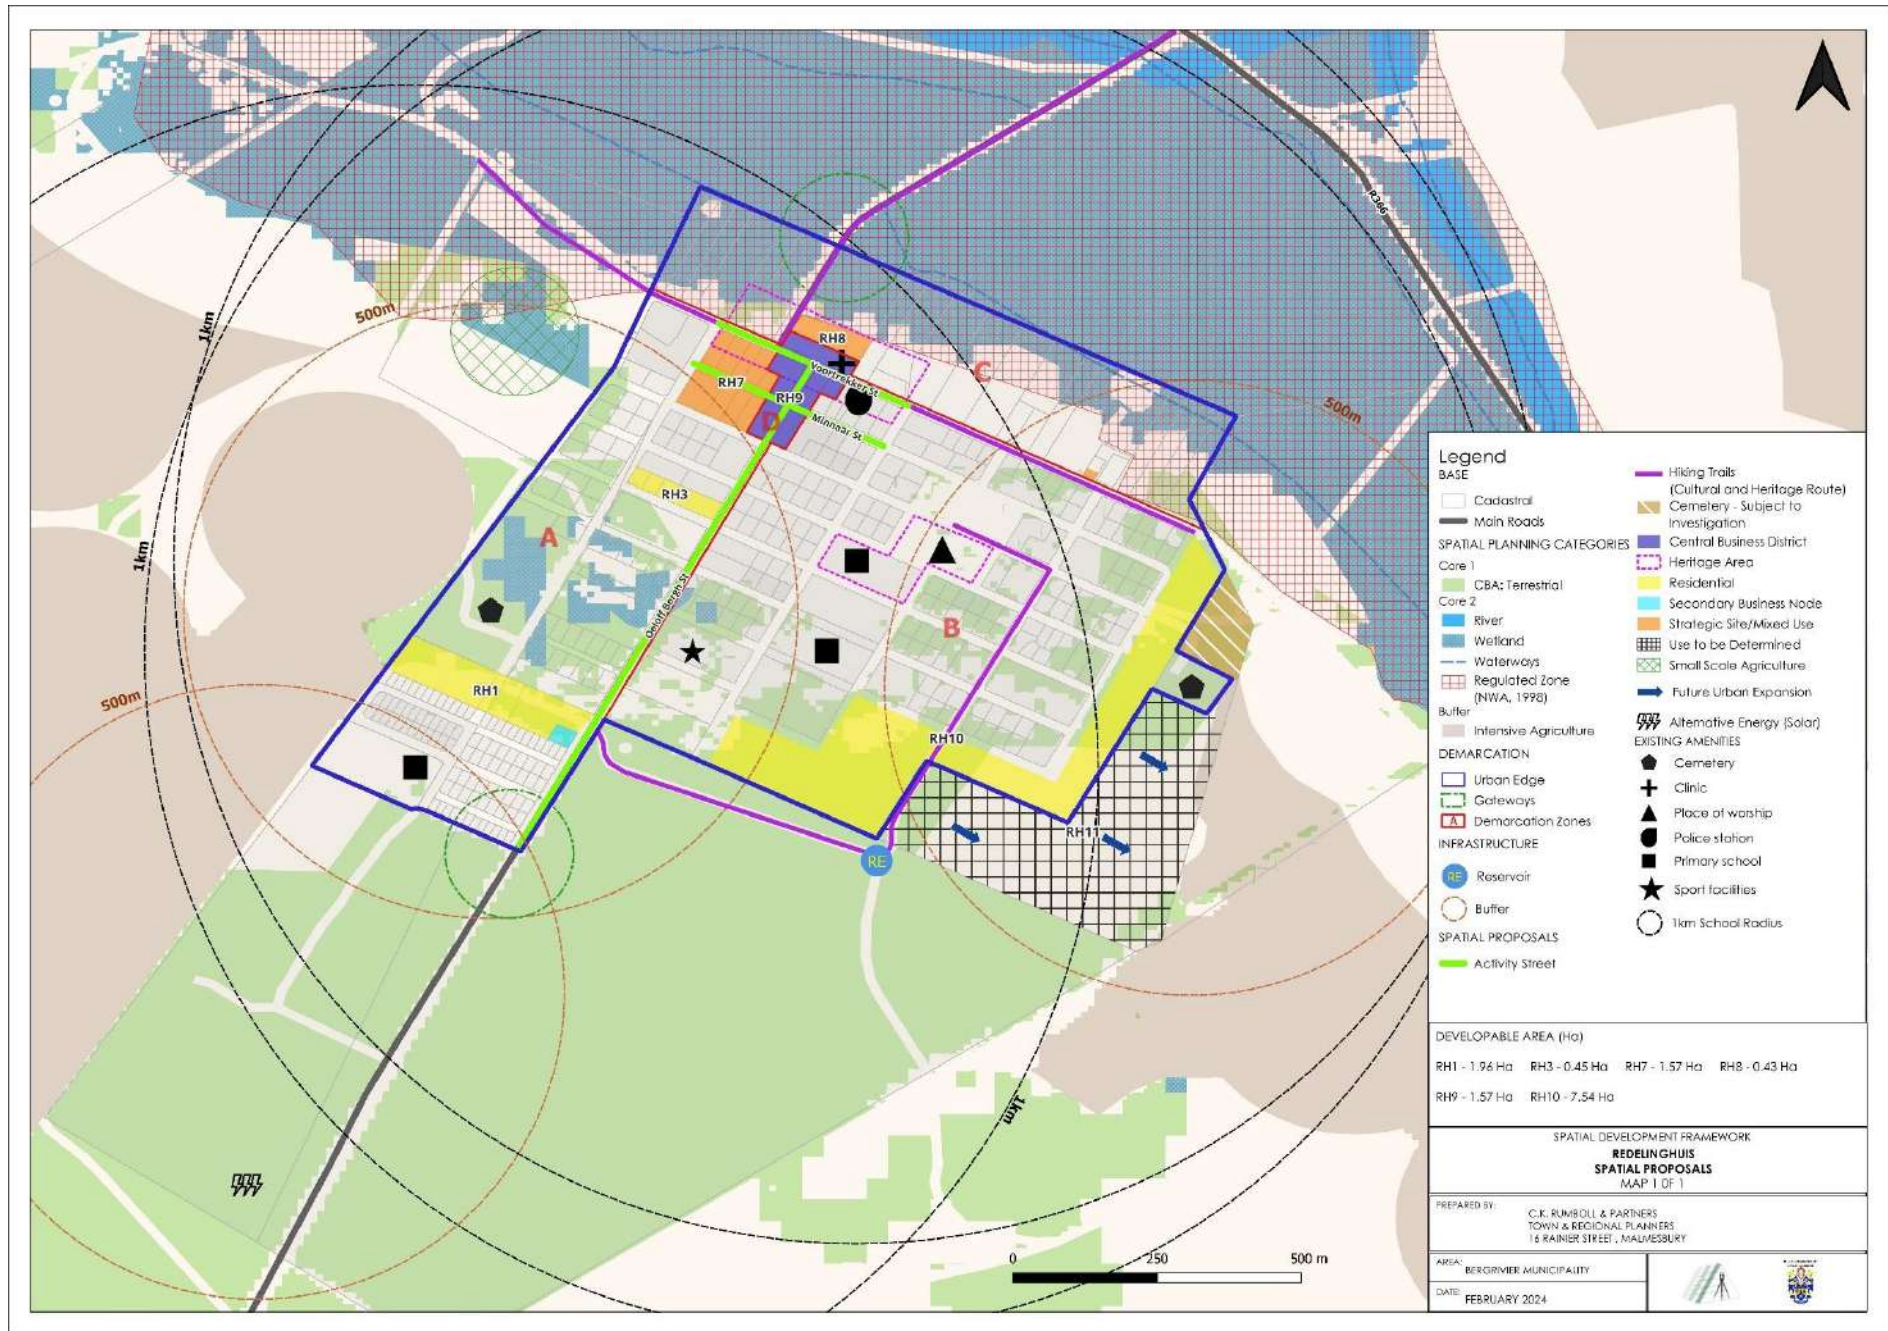 R366
1km
500m
1km
500m
500m
1km
RH8
Voortrekker St
RH7
RH9
Minnaar St
C
D
RH3
A
B
Oeloff Bergh St
RH1
RH10
RH11
RE
0 250 500 m
Legend
BASE
Cadastral
Main Roads
SPATIAL PLANNING CATEGORIES
Core 1
CBA: Terrestrial
Core 2
River
Wetland
Waterways
Regulated Zone
(NWA, 1998)
Buffer
Intensive Agriculture
DEMARCATION
Urban Edge
Gateways
A Demarcation Zones
INFRASTRUCTURE
RE Reservoir
Buffer
SPATIAL PROPOSALS
Activity Street
Hiking Trails
(Cultural and Heritage Route)
Cemetery - Subject to
Investigation
Central Business District
Heritage Area
Residential
Secondary Business Node
Strategic Site/Mixed Use
Use to be Determined
Small Scale Agriculture
Future Urban Expansion
Alternative Energy (Solar)
EXISTING AMENITIES
Cemetery
Clinic
Place of worship
Police station
Primary school
Sport facilities
1km School Radius
DEVELOPABLE AREA (Ha)
RH1 - 1.96 Ha RH3 - 0.45 Ha RH7 - 1.57 Ha RH8 - 0.43 Ha
RH9 - 1.57 Ha RH10 - 7.54 Ha
SPATIAL DEVELOPMENT FRAMEWORK
REDELINGHUIS
SPATIAL PROPOSALS
MAP 1 OF 1
PREPARED BY:
C.K. RUMBOLL & PARTNERS
TOWN & REGIONAL PLANNERS
16 RAINIER STREET, MALMESBURY
AREA:
BERGRIVIER MUNICIPALITY
DATE:
FEBRUARY 2024